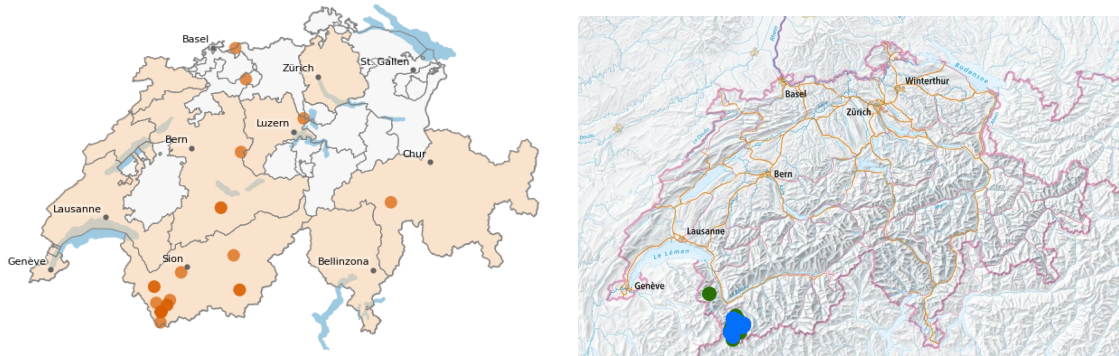 Basel
Zürich
St. Gallen
Luzern
Bern
Chur
Lausanne
Genève
Sion
Bellinzona
Bodensee
Winterthur
Basel
Zürich
Bern
Lausanne
Le Léman
Genève